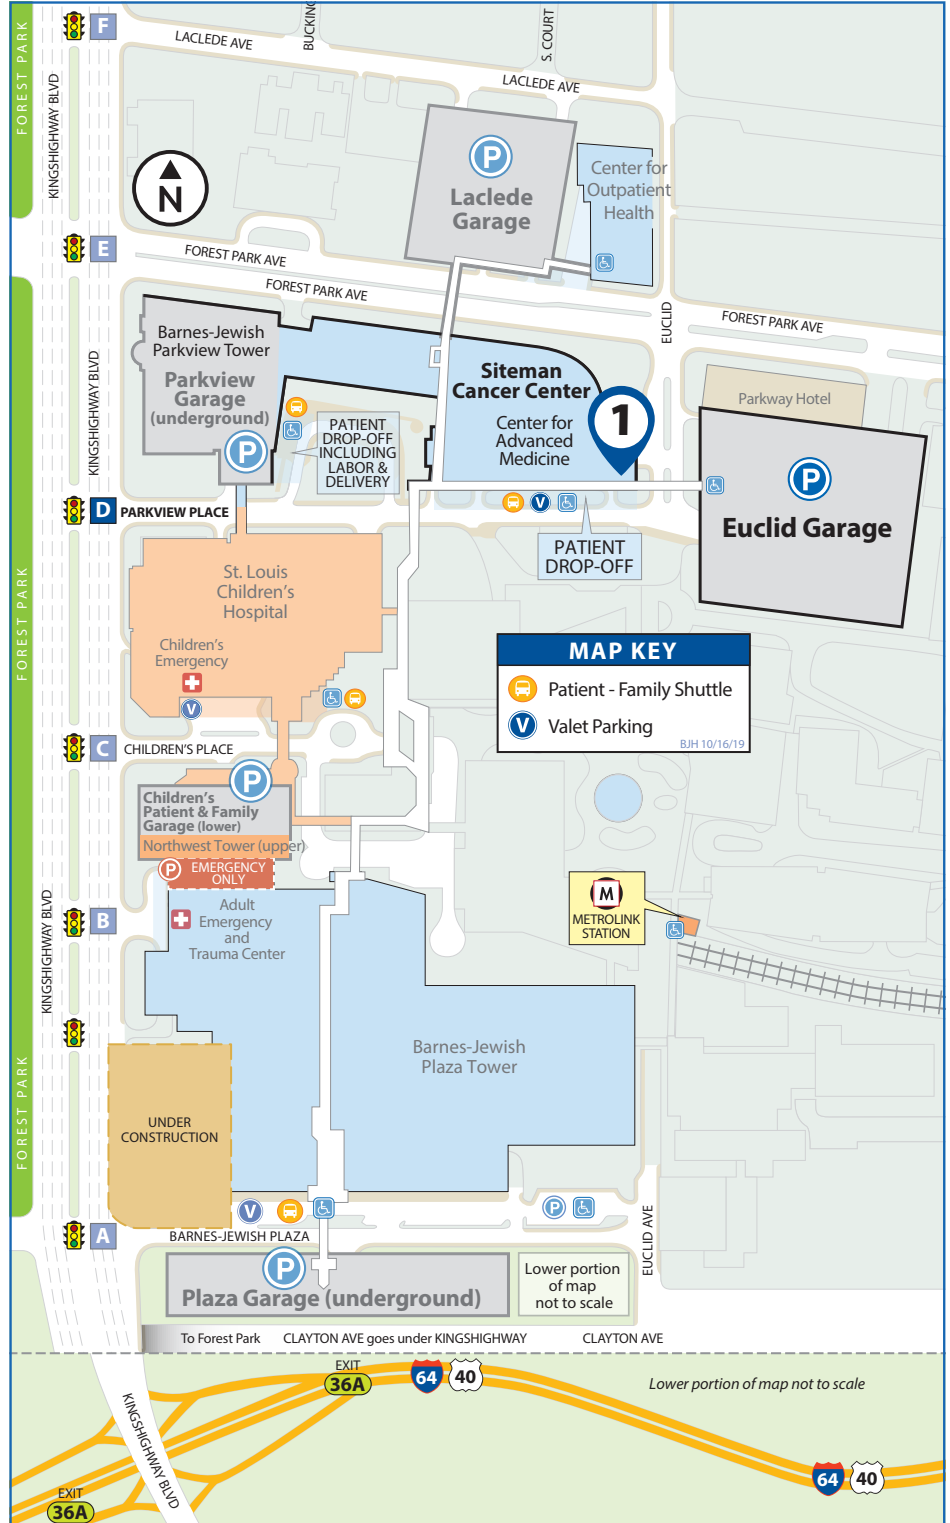 F
LACLEDE AVE
BUCKING
S. COURT
LACLEDE AVE
FOREST PARK
KINGSHIGHWAY BLVD
N
P
Laclede
Garage
Center for
Outpatient
Health
E
FOREST PARK AVE
FOREST PARK AVE
EUCLID
FOREST PARK AVE
Barnes-Jewish
Parkview Tower
Parkview
Garage
(underground)
P
KINGSHIGHWAY BLVD
Siteman
Cancer Center
Center for
Advanced
Medicine
1
Parkway Hotel
PATIENT
DROP-OFF
INCLUDING
LABOR &
DELIVERY
P
Euclid Garage
D
PARKVIEW PLACE
V
PATIENT
DROP-OFF
FOREST PARK
St. Louis
Children's
Hospital
Children's
Emergency
V
MAP KEY
Patient - Family Shuttle
V
Valet Parking
BJH 10/16/19
C
CHILDREN'S PLACE
P
Children's
Patient & Family
Garage (lower)
Northwest Tower (upper)
P
EMERGENCY
ONLY
M
METROLINK
STATION
B
Adult
Emergency
and
Trauma Center
KINGSHIGHWAY BLVD
Barnes-Jewish
Plaza Tower
FOREST PARK
UNDER
CONSTRUCTION
V
P
A
BARNES-JEWISH PLAZA
EUCLID AVE
P
Plaza Garage (underground)
Lower portion
of map
not to scale
To Forest Park
CLAYTON AVE goes under KINGSHIGHWAY
CLAYTON AVE
EXIT
36A
64
40
Lower portion of map not to scale
KINGSHIGHWAY BLVD
64
40
EXIT
36A